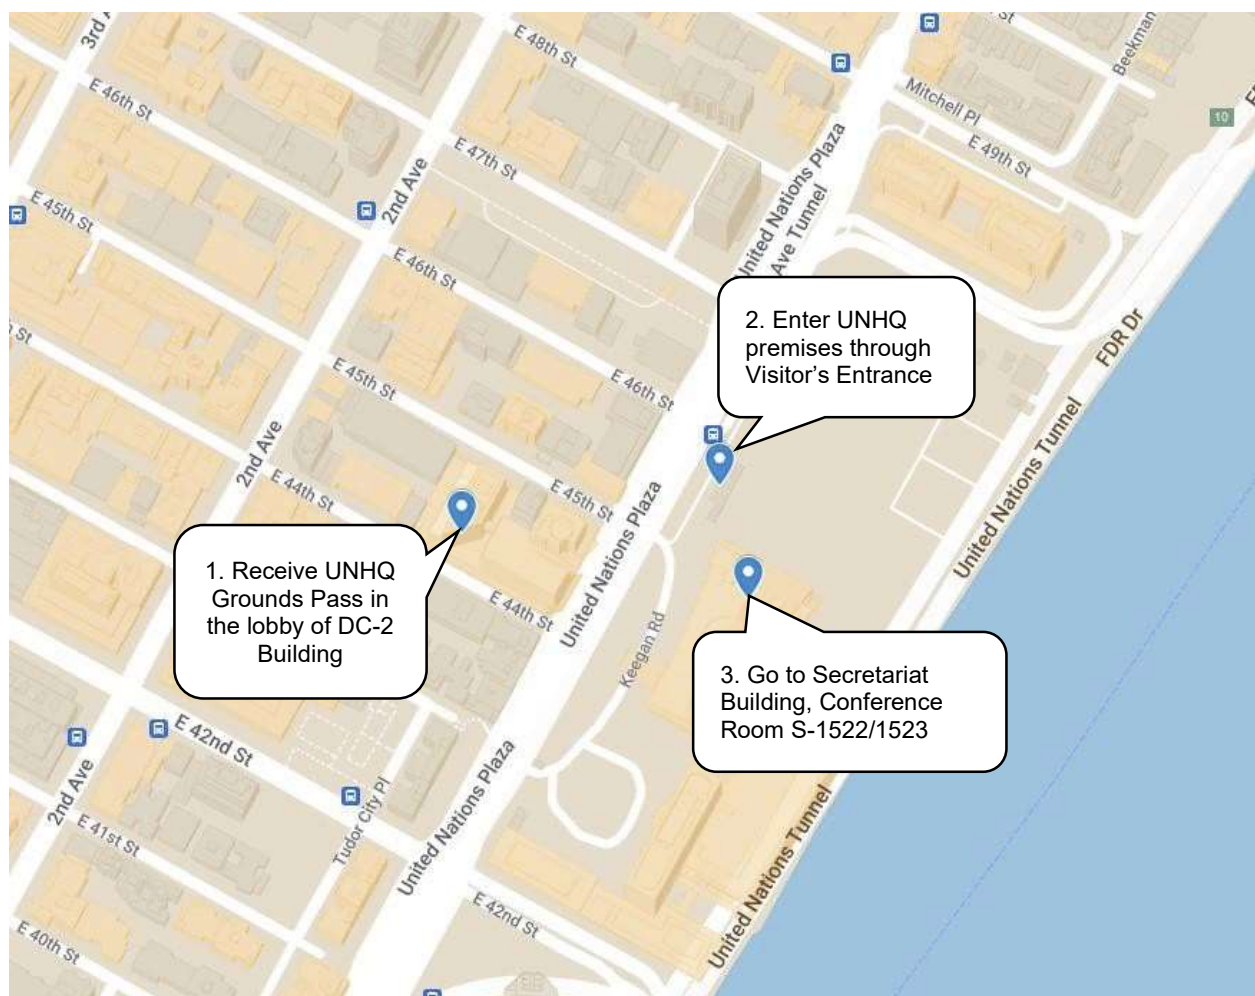 3rd A
E 46th St
E 48th St
Beekman
Mitchell Pl
E 49th St
10
E 47th St
2nd Ave
United Nations Plaza
Ave Tunnel
E 45th St
E 46th St
2. Enter UNHQ
premises through
Visitor's Entrance
FDR Dr
St
E 45th St
E 46th St
United Nations Tunnel
2nd Ave
E 44th St
E 45th St
United Nations Plaza
1. Receive UNHQ
Grounds Pass in
the lobby of DC-2
Building
E 44th St
Keegan Rd
3. Go to Secretariat
Building, Conference
Room S-1522/1523
E 42nd St
2nd Ave
Tudor City Pl
United Nations Plaza
E 41st St
United Nations Tunnel
E 42nd St
E 40th St